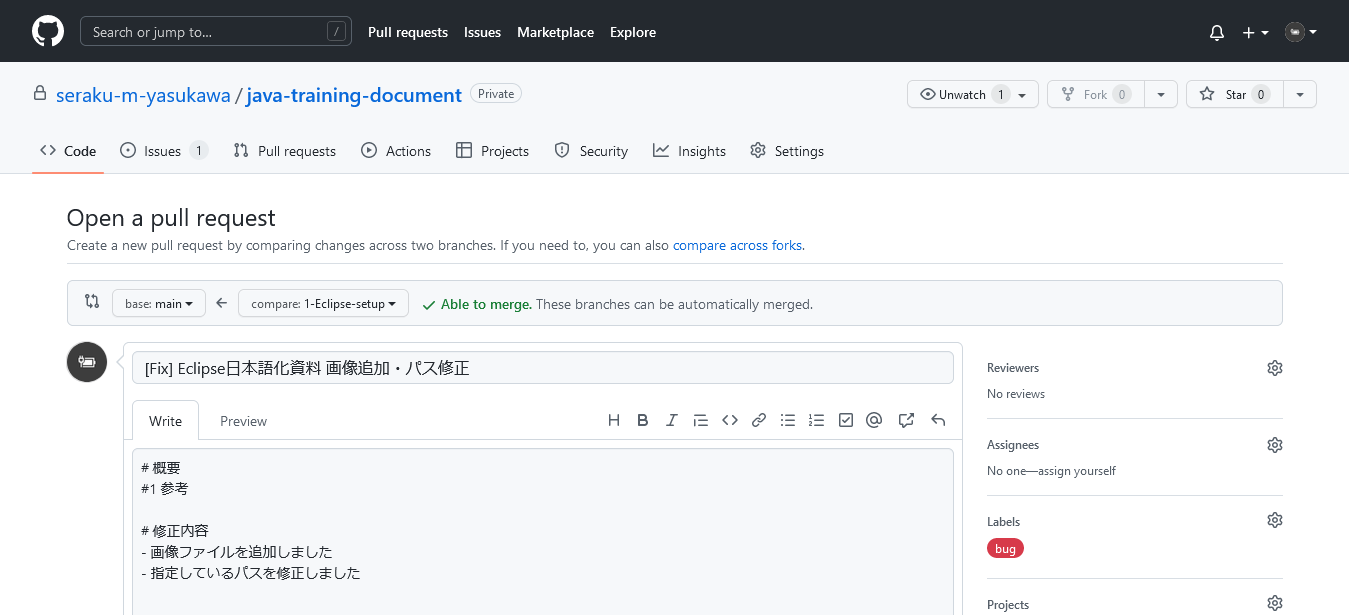 Search or jump to... /
Pull requests Issues Marketplace Explore
seraku-m-yasukawa / java-training-document Private
Unwatch 1 Fork 0 Star 0
Code Issues 1 Pull requests Actions Projects Security Insights Settings
Open a pull request
Create a new pull request by comparing changes across two branches. If you need to, you can also compare across forks.
base: main compare: 1-Eclipse-setup Able to merge. These branches can be automatically merged.
[Fix] Eclipse日本語化資料 画像追加・パス修正
Write Preview
# 概要
#1 参考
# 修正内容
- 画像ファイルを追加しました
- 指定しているパスを修正しました
Reviewers
No reviews
Assignees
No one—assign yourself
Labels
bug
Projects